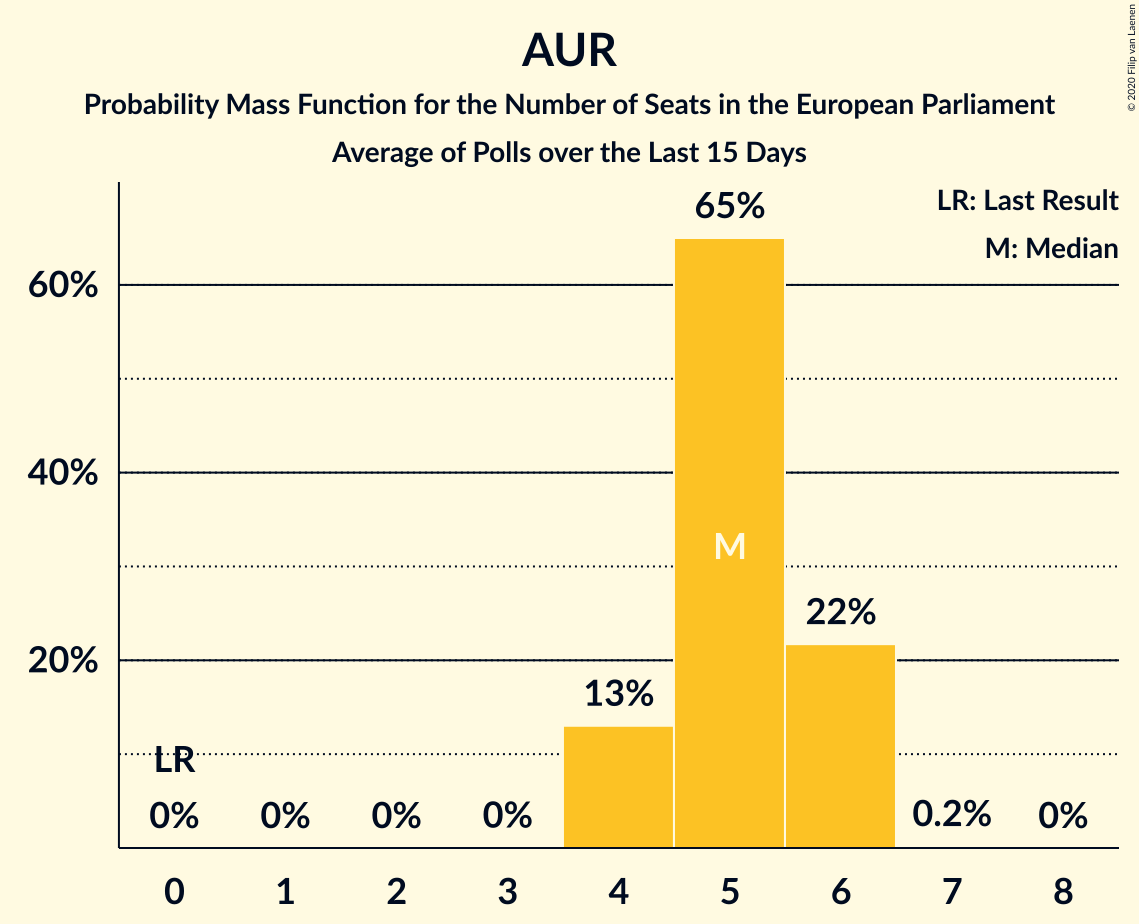 AUR
Probability Mass Function for the Number of Seats in the European Parliament
Average of Polls over the Last 15 Days
© 2020 Filip van Laenen
LR: Last Result
M: Median
65%
60%
40%
M
22%
20%
13%
LR
0% 0% 0% 0% 0.2% 0%
0 1 2 3 4 5 6 7 8